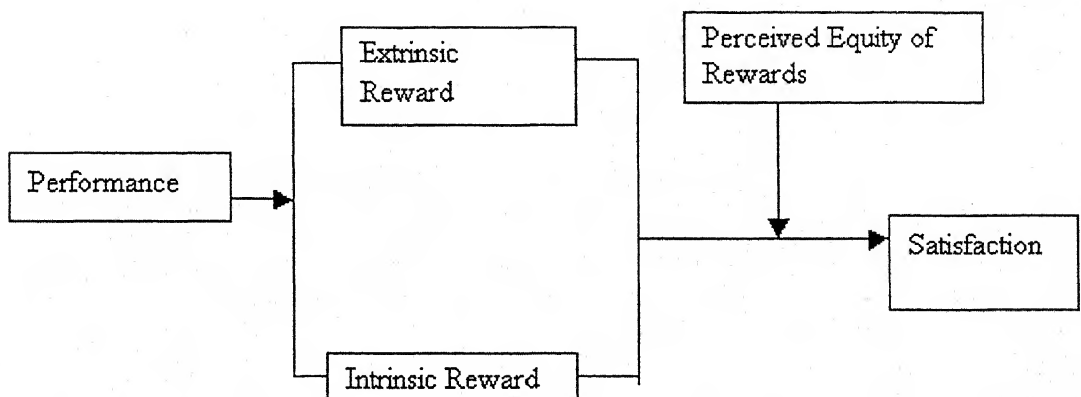 Extrinsic
Reward
Perceived Equity of
Rewards
Performance
Satisfaction
Intrinsic Reward